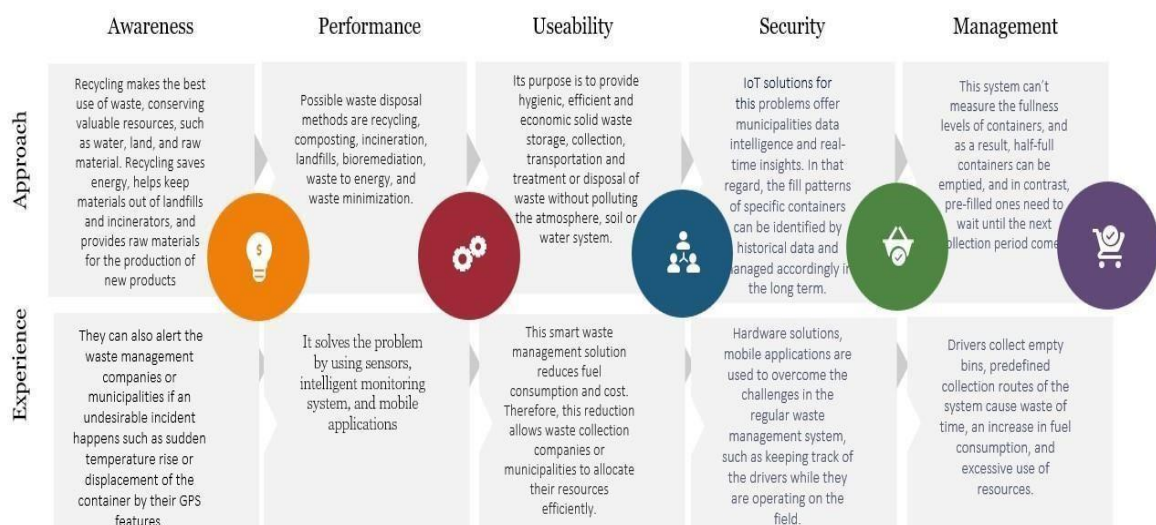 Awareness
Performance
Useability
Security
Management
Approach
Recycling makes the best
use of waste, conserving
valuable resources, such
as water, land, and raw
material. Recycling saves
energy, helps keep
materials out of landfills
and incinerators, and
provides raw materials
for the production of
new products
Possible waste disposal
methods are recycling,
composting, incineration,
landfills, bioremediation,
waste to energy, and
waste minimization.
Its purpose is to provide
hygienic, efficient and
economic solid waste
storage, collection,
transportation and
treatment or disposal of
waste without polluting
the atmosphere, soil or
water system.
IoT solutions for
this problems offer
municipalities data
intelligence and real-
time insights. In that
regard, the fill patterns
of specific containers
can be identified by
historical data and
managed accordingly in
the long term.
This system can't
measure the fullness
levels of containers, and
as a result, half-full
containers can be
emptied, and in contrast,
pre-filled ones need to
wait until the next
collection period come
$
Experience
They can also alert the
waste management
companies or
municipalities if an
undesirable incident
happens such as sudden
temperature rise or
displacement of the
container by their GPS
features
It solves the problem
by using sensors,
intelligent monitoring
system, and mobile
applications
This smart waste
management solution
reduces fuel
consumption and cost.
Therefore, this reduction
allows waste collection
companies or
municipalities to allocate
their resources
efficiently.
Hardware solutions,
mobile applications are
used to overcome the
challenges in the
regular waste
management system,
such as keeping track of
the drivers while they
are operating on the
field.
Drivers collect empty
bins, predefined
collection routes of the
system cause waste of
time, an increase in fuel
consumption, and
excessive use of
resources.